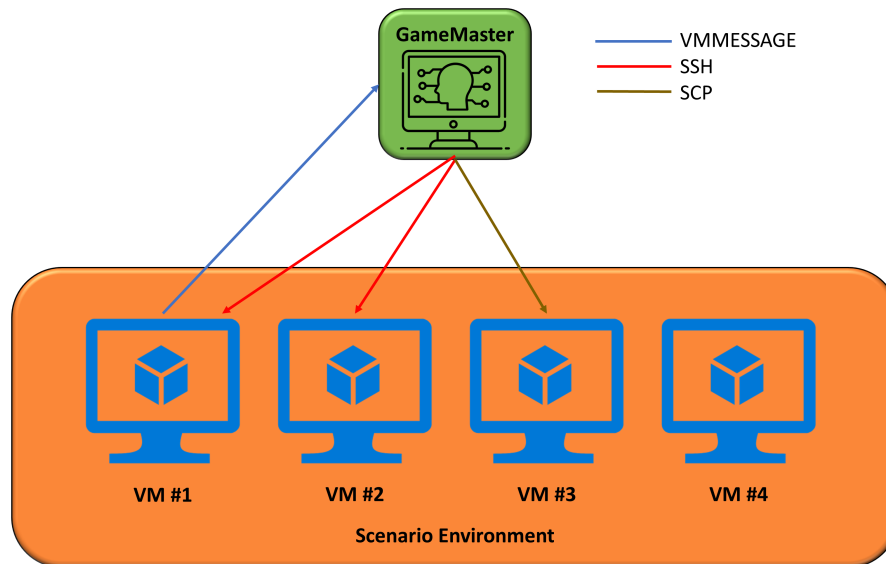 GameMaster
VMMESSAGE
SSH
SCP
VM #1
VM #2
VM #3
VM #4
Scenario Environment